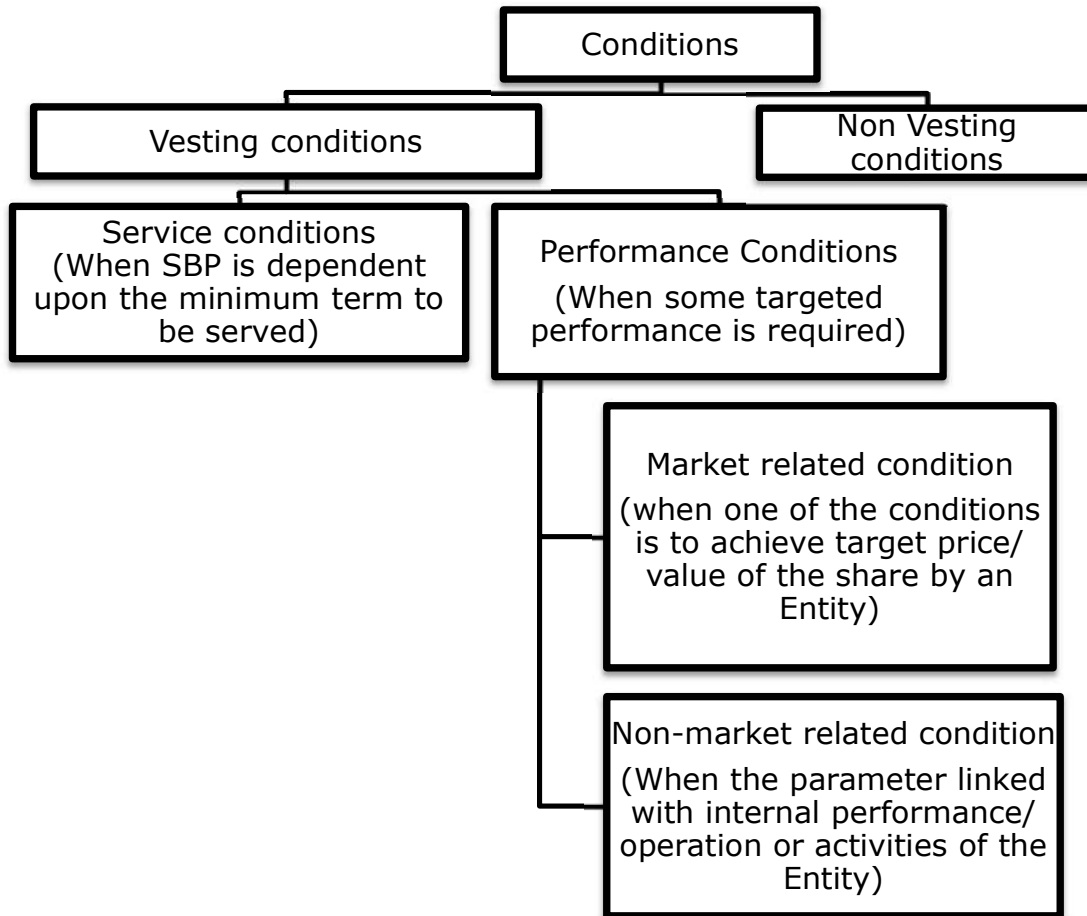 Conditions
Vesting conditions
Non Vesting
conditions
Service conditions
(When SBP is dependent
upon the minimum term to
be served)
Performance Conditions
(When some targeted
performance is required)
Market related condition
(when one of the conditions
is to achieve target price/
value of the share by an
Entity)
Non-market related condition
(When the parameter linked
with internal performance/
operation or activities of the
Entity)